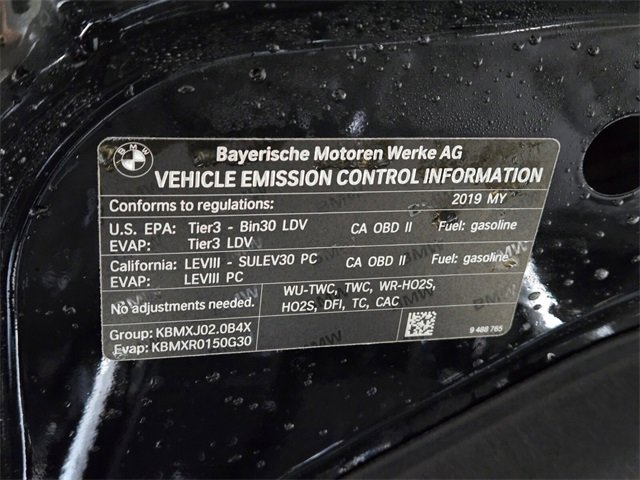 BMW
Bayerische Motoren Werke AG
VEHICLE EMISSION CONTROL INFORMATION
Conforms to regulations: 2019 MY
U.S. EPA: Tier3 - Bin30 LDV CA OBD II Fuel: gasoline
EVAP: Tier3 LDV
California: LEVIII - SULEV30 PC CA OBD II Fuel: gasoline
EVAP: LEVIII PC
No adjustments needed. WU-TWC, TWC, WR-HO2S,
HO2S, DFI, TC, CAC
Group: KBMXJ02.0B4X
Evap: KBMXR0150G30 9 488 765